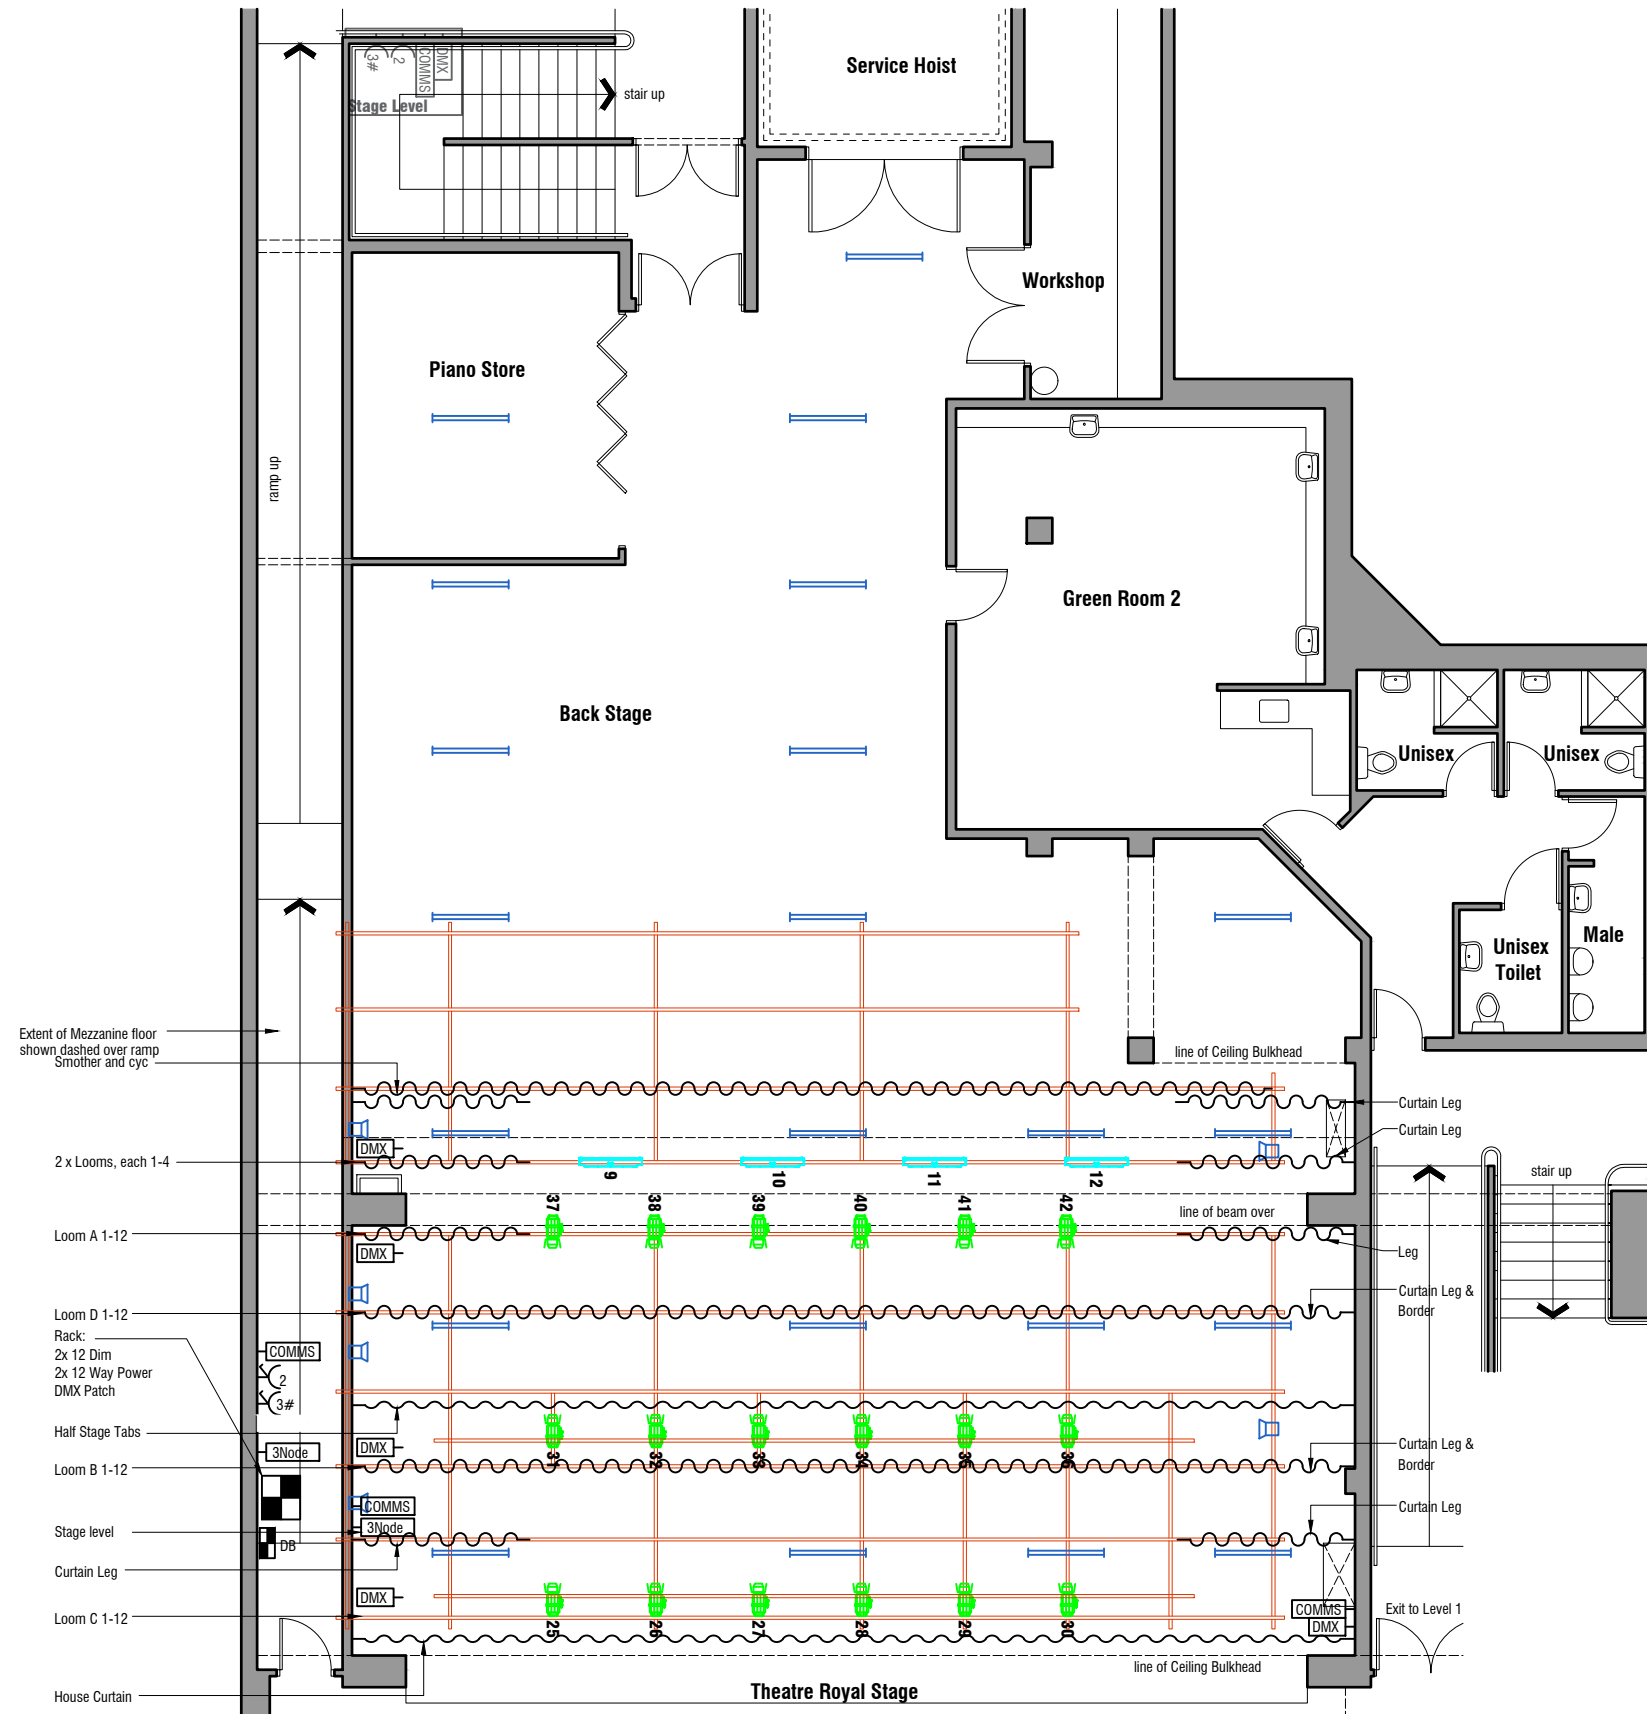 DMX
COMMS
2
3#
Stage Level
stair up
Service Hoist
Workshop
Piano Store
ramp up
Green Room 2
Back Stage
Unisex
Unisex
Unisex
Toilet
Male
Extent of Mezzanine floor
shown dashed over ramp
Smother and cyc
line of Ceiling Bulkhead
Curtain Leg
Curtain Leg
DMX
2 x Looms, each 1-4
9
10
11
12
stair up
37
38
39
40
41
42
line of beam over
Loom A 1-12
DMX
Leg
Curtain Leg &
Border
Loom D 1-12
Rack:
2x 12 Dim
2x 12 Way Power
DMX Patch
COMMS
2
3#
Half Stage Tabs
DMX
3Node
31
32
33
34
35
36
Curtain Leg &
Border
Loom B 1-12
COMMS
3Node
Curtain Leg
Stage level
DB
Curtain Leg
DMX
Loom C 1-12
25
26
27
28
29
30
COMMS
DMX
Exit to Level 1
line of Ceiling Bulkhead
House Curtain
Theatre Royal Stage